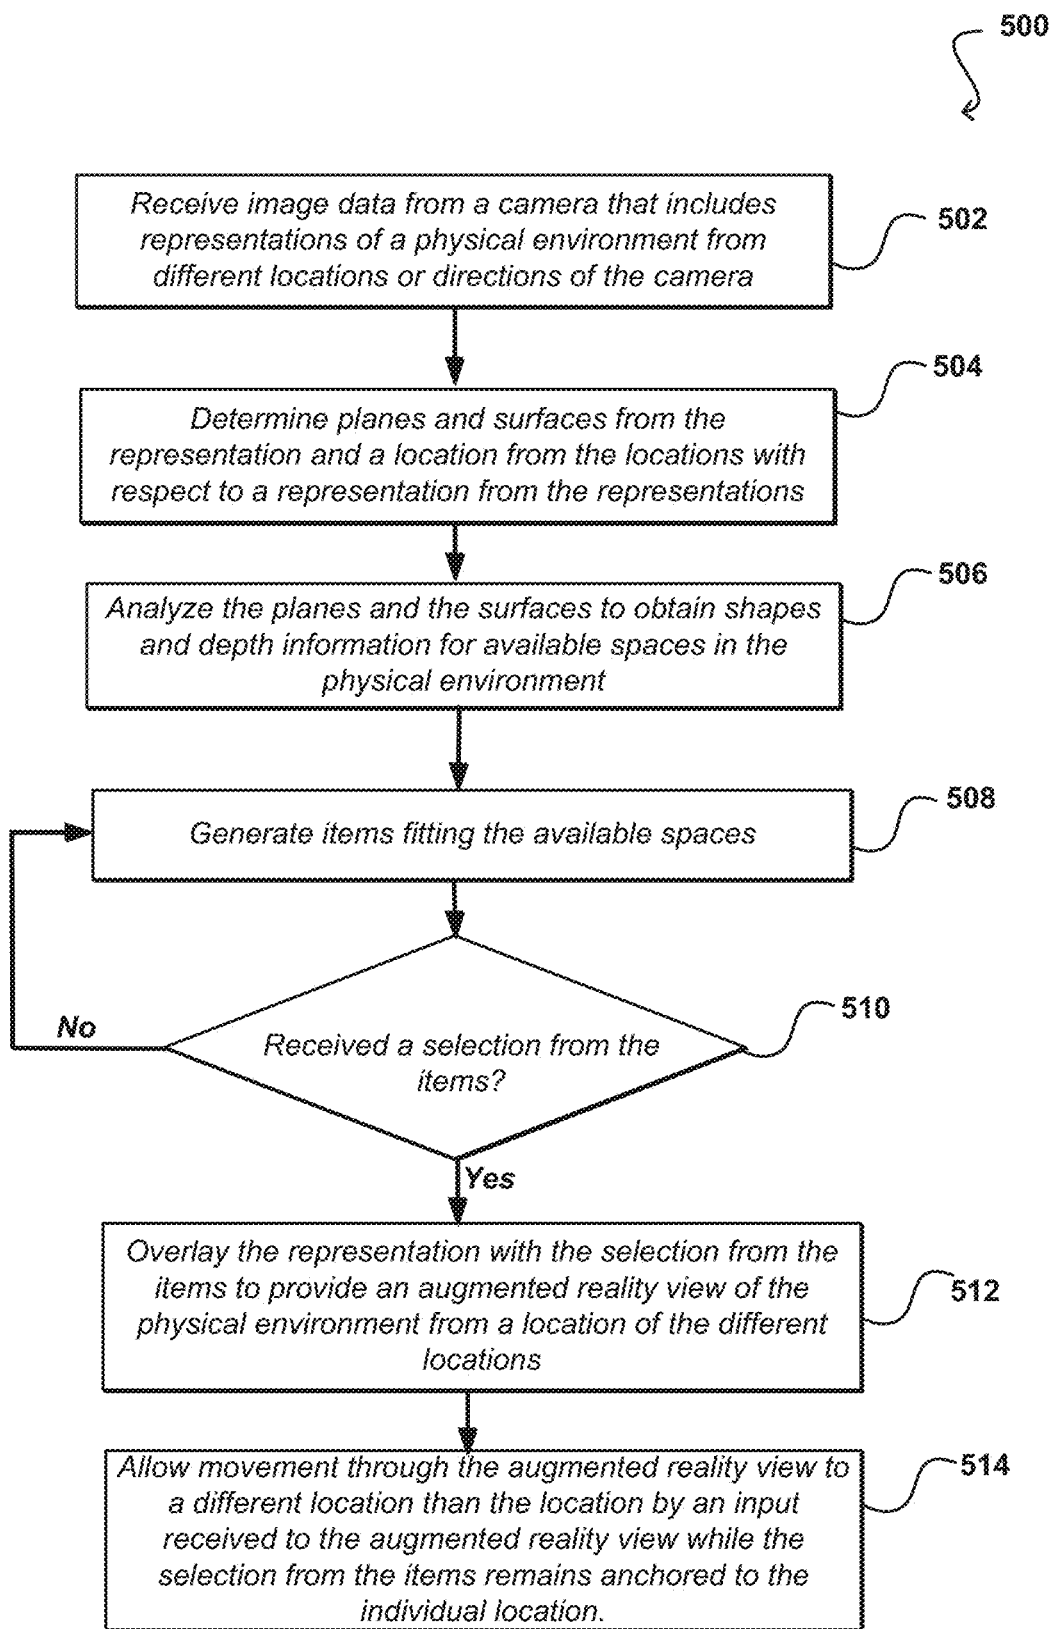 500
Receive image data from a camera that includes
representations of a physical environment from
different locations or directions of the camera
502
504
Determine planes and surfaces from the
representation and a location from the locations with
respect to a representation from the representations
506
Analyze the planes and the surfaces to obtain shapes
and depth information for available spaces in the
physical environment
508
Generate items fitting the available spaces
510
No
Received a selection from the
items?
Yes
Overlay the representation with the selection from the
items to provide an augmented reality view of the
physical environment from a location of the different
locations
512
Allow movement through the augmented reality view to
a different location than the location by an input
received to the augmented reality view while the
selection from the items remains anchored to the
individual location.
514